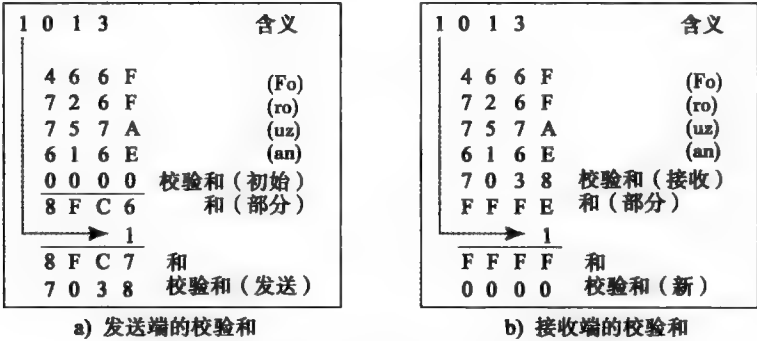 1 0 1 3 含义
4 6 6 F (Fo)
7 2 6 F (ro)
7 5 7 A (uz)
6 1 6 E (an)
0 0 0 0 校验和（初始）
8 F C 6 和（部分）
1
8 F C 7 和
7 0 3 8 校验和（发送）
a) 发送端的校验和
1 0 1 3 含义
4 6 6 F (Fo)
7 2 6 F (ro)
7 5 7 A (uz)
6 1 6 E (an)
7 0 3 8 校验和（接收）
F F F E 和（部分）
1
F F F F 和
0 0 0 0 校验和（新）
b) 接收端的校验和